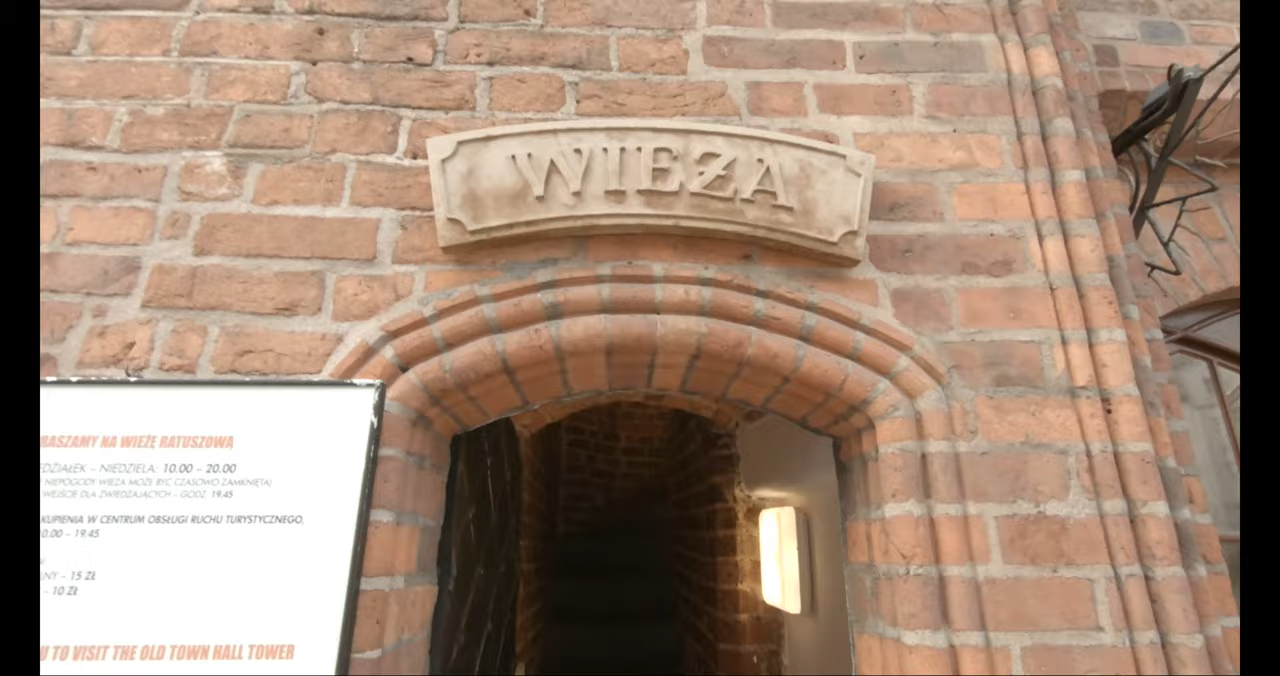 WIEŻA
RASZAMY NA WIEŻĘ RATUSZOWĄ
EDZIAŁEK – NIEDZIELA: 10.00 – 20.00
NIEPOGODY WIEŻA MOŻE BYĆ CZASOWO ZAMKNIĘTA)
WEJŚCIE DLA ZWIEDZAJĄCYCH – GODZ. 19.45
KUPIENIA W CENTRUM OBSŁUGI RUCHU TURYSTYCZNEGO,
0.00 – 19.45
LNY – 15 ZŁ
– 10 ZŁ
U TO VISIT THE OLD TOWN HALL TOWER